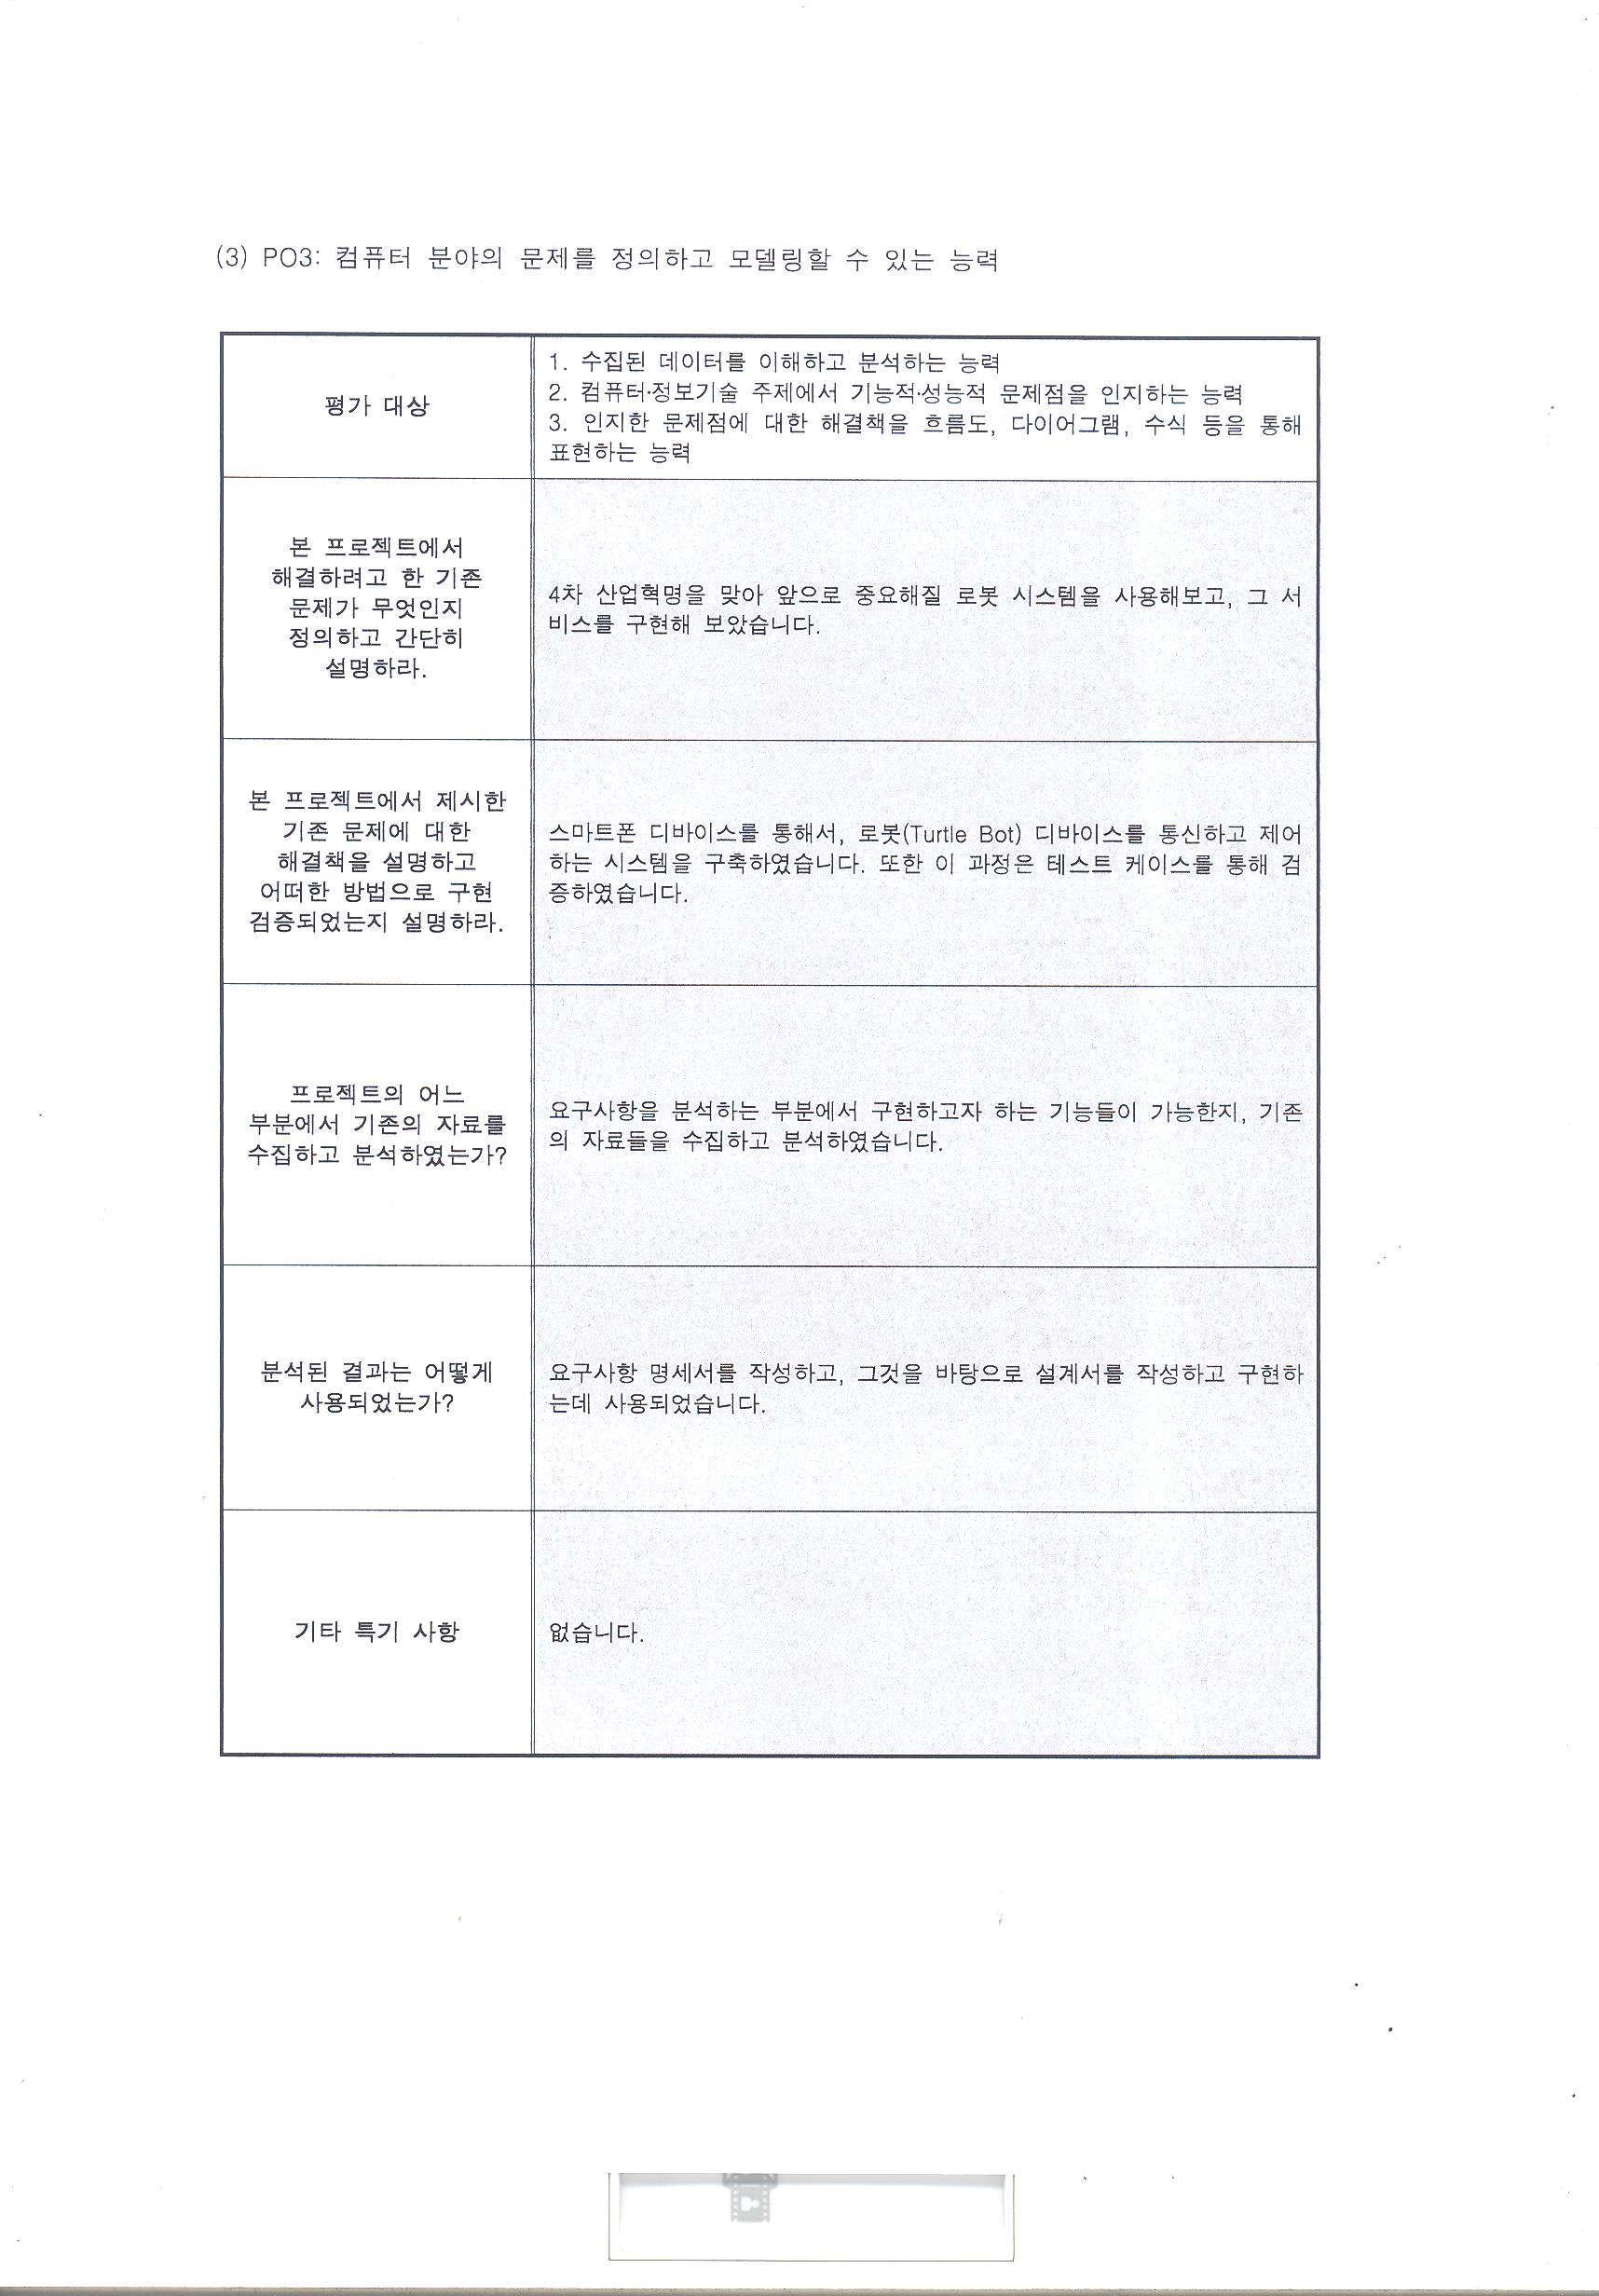 (3) PO3: 컴퓨터 분야의 문제를 정의하고 모델링할 수 있는 능력
평가 대상
1. 수집된 데이터를 이해하고 분석하는 능력
2. 컴퓨터·정보기술 주제에서 기능적·성능적 문제점을 인지하는 능력
3. 인지한 문제점에 대한 해결책을 흐름도, 다이어그램, 수식 등을 통해
표현하는 능력
본 프로젝트에서
해결하려고 한 기존
문제가 무엇인지
정의하고 간단히
설명하라.
4차 산업혁명을 맞아 앞으로 중요해질 로봇 시스템을 사용해보고, 그 서
비스를 구현해 보았습니다.
본 프로젝트에서 제시한
기존 문제에 대한
해결책을 설명하고
어떠한 방법으로 구현
검증되었는지 설명하라.
스마트폰 디바이스를 통해서, 로봇(Turtle Bot) 디바이스를 통신하고 제어
하는 시스템을 구축하였습니다. 또한 이 과정은 테스트 케이스를 통해 검
증하였습니다.
프로젝트의 어느
부분에서 기존의 자료를
수집하고 분석하였는가?
요구사항을 분석하는 부분에서 구현하고자 하는 기능들이 가능한지, 기존
의 자료들을 수집하고 분석하였습니다.
분석된 결과는 어떻게
사용되었는가?
요구사항 명세서를 작성하고, 그것을 바탕으로 설계서를 작성하고 구현하
는데 사용되었습니다.
기타 특기 사항
없습니다.